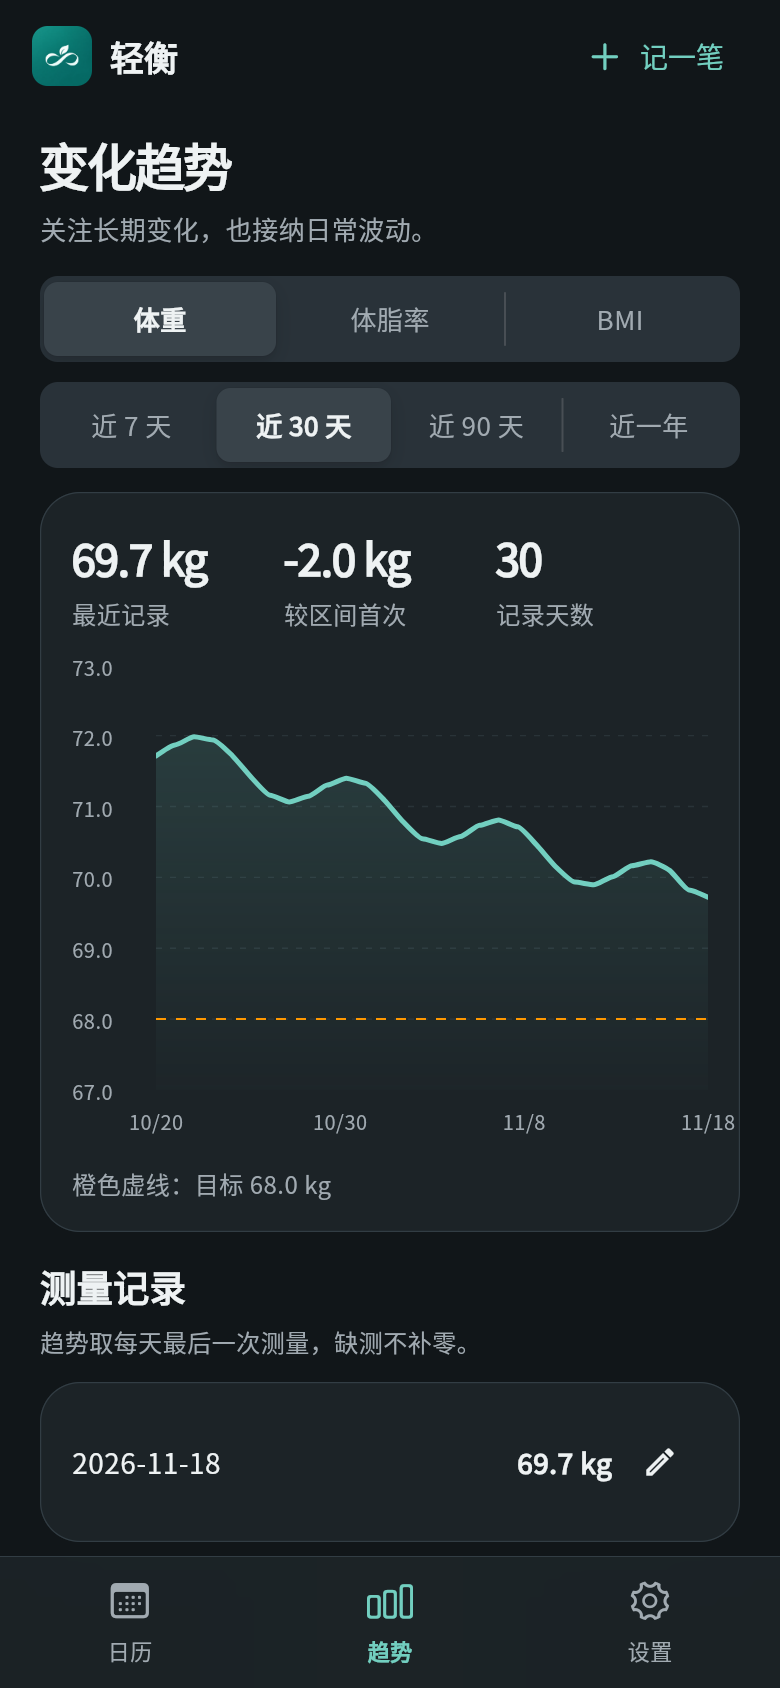 轻衡
记一笔
变化趋势
关注长期变化，也接纳日常波动。
体重 体脂率 BMI
近 7 天 近 30 天 近 90 天 近一年
69.7 kg -2.0 kg 30
最近记录 较区间首次 记录天数
73.0
72.0
71.0
70.0
69.0
68.0
67.0
10/20 10/30 11/8 11/18
橙色虚线：目标 68.0 kg
测量记录
趋势取每天最后一次测量，缺测不补零。
2026-11-18 69.7 kg
日历 趋势 设置